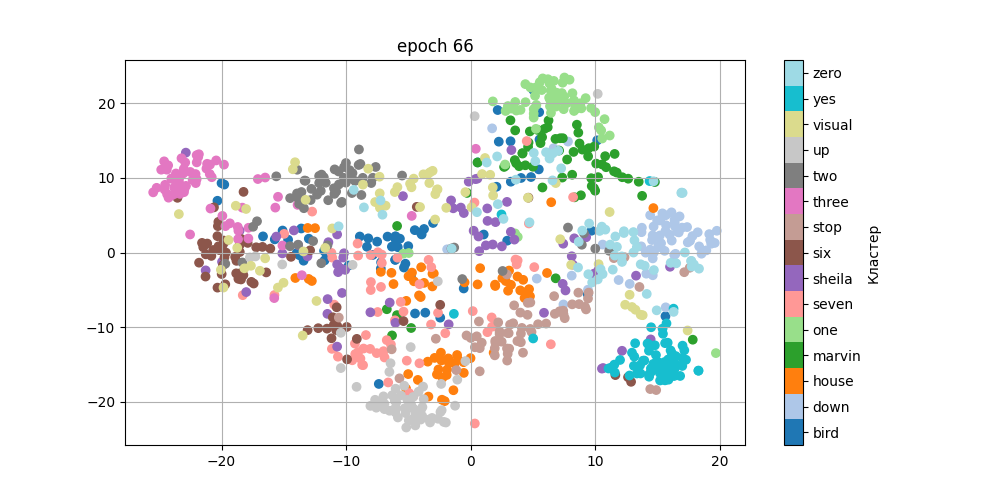 epoch 66
20
10
0
−10
−20
−20
−10
0
10
20
zero
yes
visual
up
two
three
stop
six
sheila
seven
one
marvin
house
down
bird
Кластер